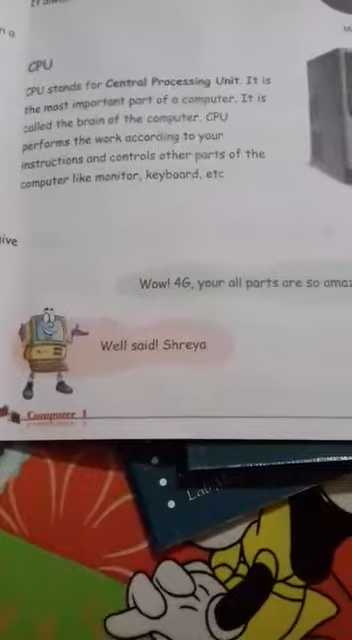 CPU
CPU stands for Central Processing Unit. It is
the most important part of a computer. It is
called the brain of the computer. CPU
performs the work according to your
instructions and controls other parts of the
computer like monitor, keyboard, etc
Wow! 4G, your all parts are so
Well said! Shreya
Computer 1